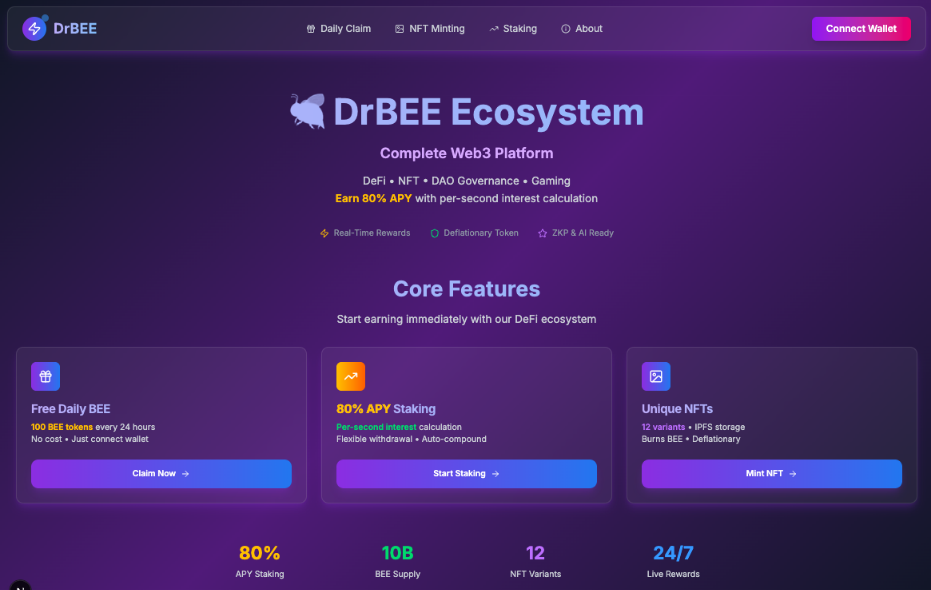 DrBEE
Daily Claim
NFT Minting
Staking
About
Connect Wallet
DrBEE Ecosystem
Complete Web3 Platform
DeFi • NFT • DAO Governance • Gaming
Earn 80% APY with per-second interest calculation
Real-Time Rewards
Deflationary Token
ZKP & AI Ready
Core Features
Start earning immediately with our DeFi ecosystem
Free Daily BEE
100 BEE tokens every 24 hours
No cost • Just connect wallet
Claim Now →
80% APY Staking
Per-second interest calculation
Flexible withdrawal • Auto-compound
Start Staking →
Unique NFTs
12 variants • IPFS storage
Burns BEE • Deflationary
Mint NFT →
80%
APY Staking
10B
BEE Supply
12
NFT Variants
24/7
Live Rewards